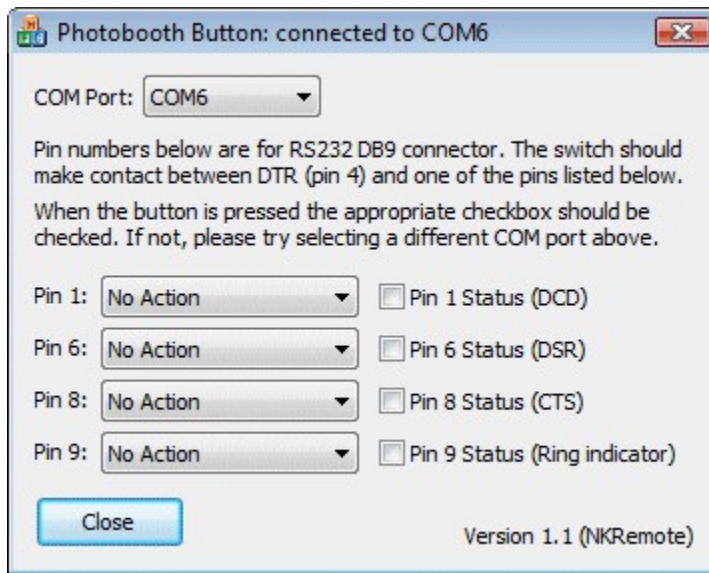 Photobooth Button: connected to COM6
COM Port: COM6
Pin numbers below are for RS232 DB9 connector. The switch should
make contact between DTR (pin 4) and one of the pins listed below.
When the button is pressed the appropriate checkbox should be
checked. If not, please try selecting a different COM port above.
Pin 1: No Action Pin 1 Status (DCD)
Pin 6: No Action Pin 6 Status (DSR)
Pin 8: No Action Pin 8 Status (CTS)
Pin 9: No Action Pin 9 Status (Ring indicator)
Close
Version 1.1 (NKRemote)